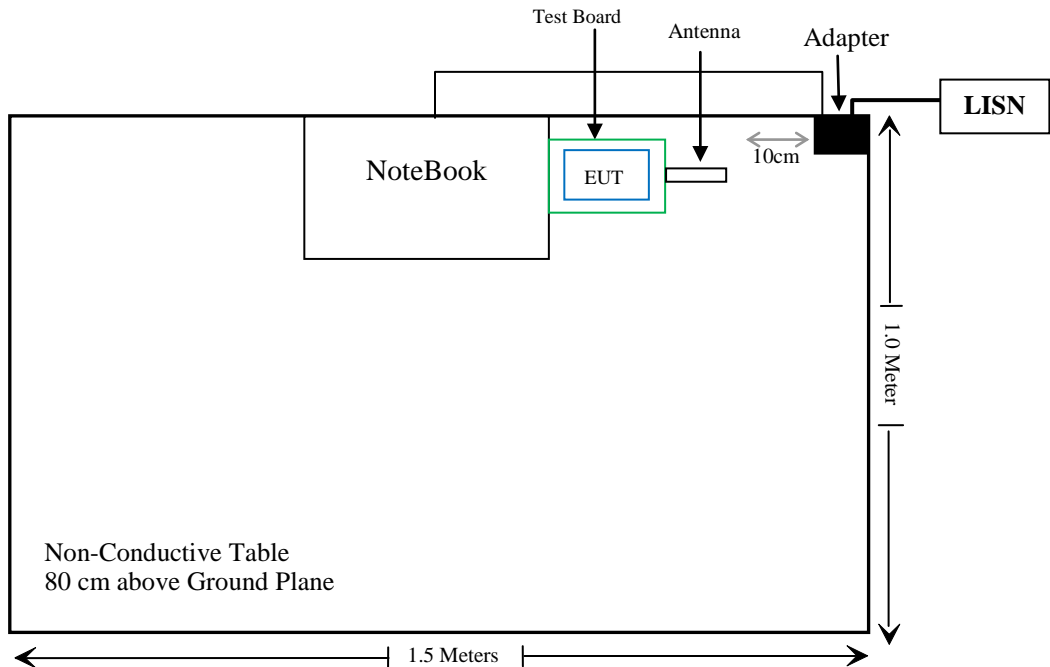 Test Board
Antenna
Adapter
LISN
NoteBook
EUT
10cm
1.0 Meter
Non-Conductive Table
80 cm above Ground Plane
1.5 Meters